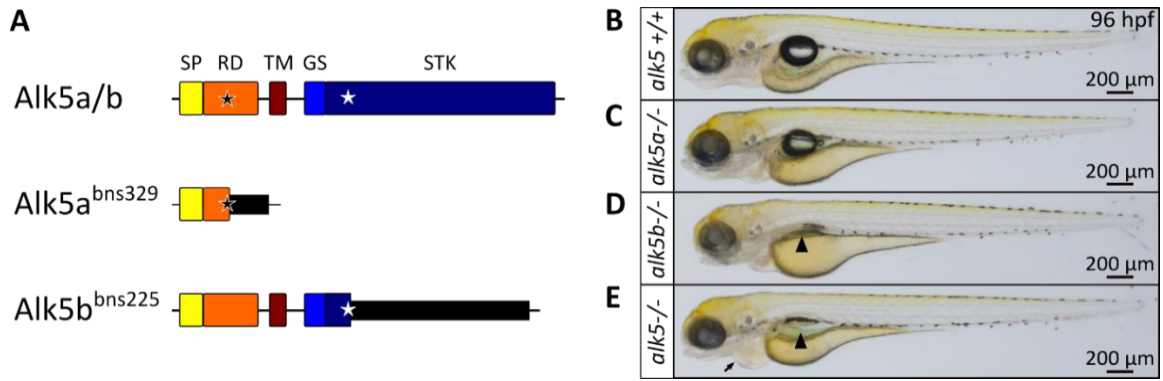 A
SP RD TM GS STK
Alk5a/b
Alk5a^bns329
Alk5b^bns225
B
alk5 +/+
96 hpf
200 µm
C
alk5a-/-
200 µm
D
alk5b-/-
200 µm
E
alk5-/-
200 µm